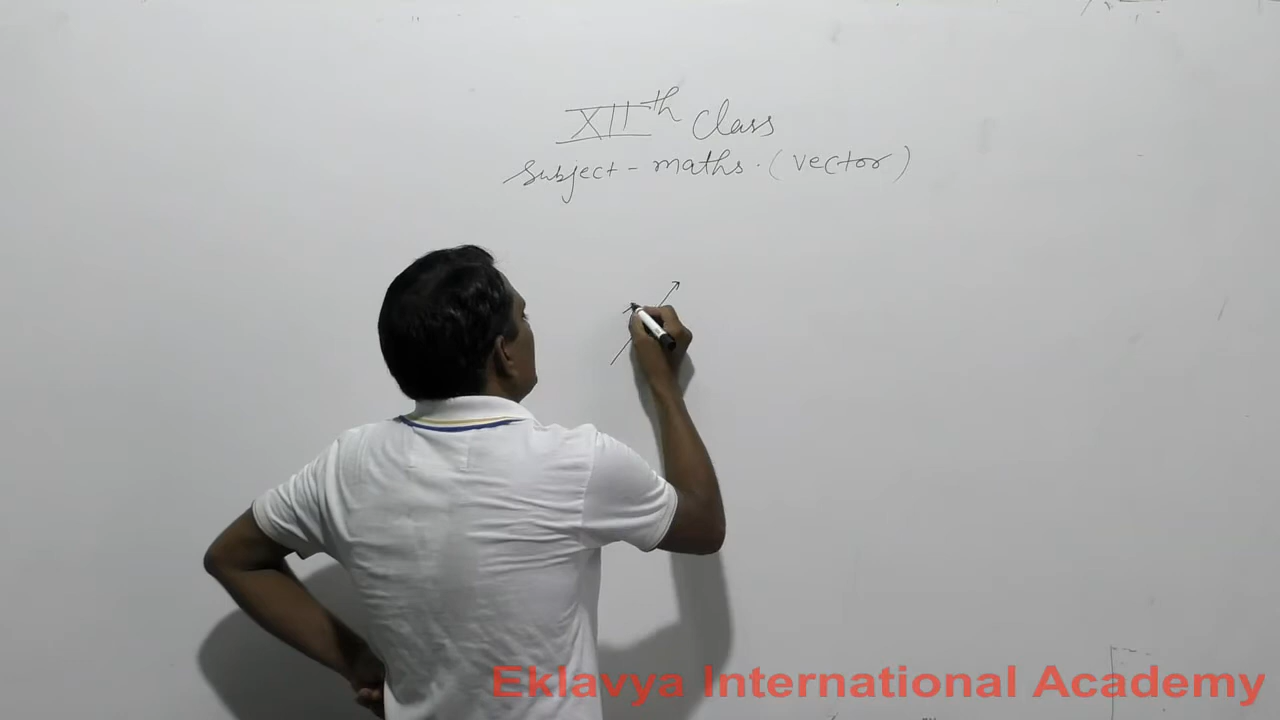 XIIth class
Subject - maths. (vector)
Eklavya International Academy